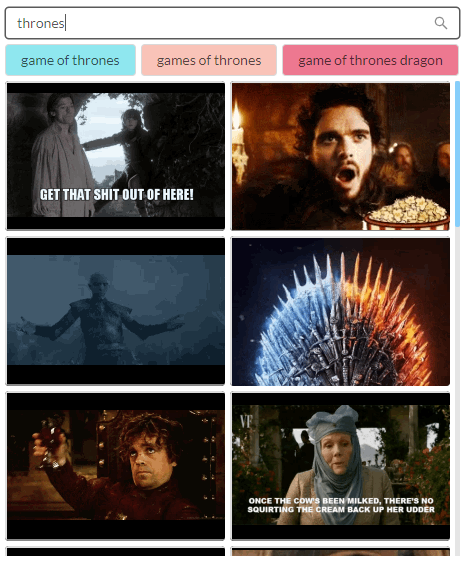 thrones
game of thrones
games of thrones
game of thrones dragon
GET THAT SHIT OUT OF HERE!
VF
ONCE THE COW'S BEEN MILKED, THERE'S NO
SQUIRTING THE CREAM BACK UP HER UDDER